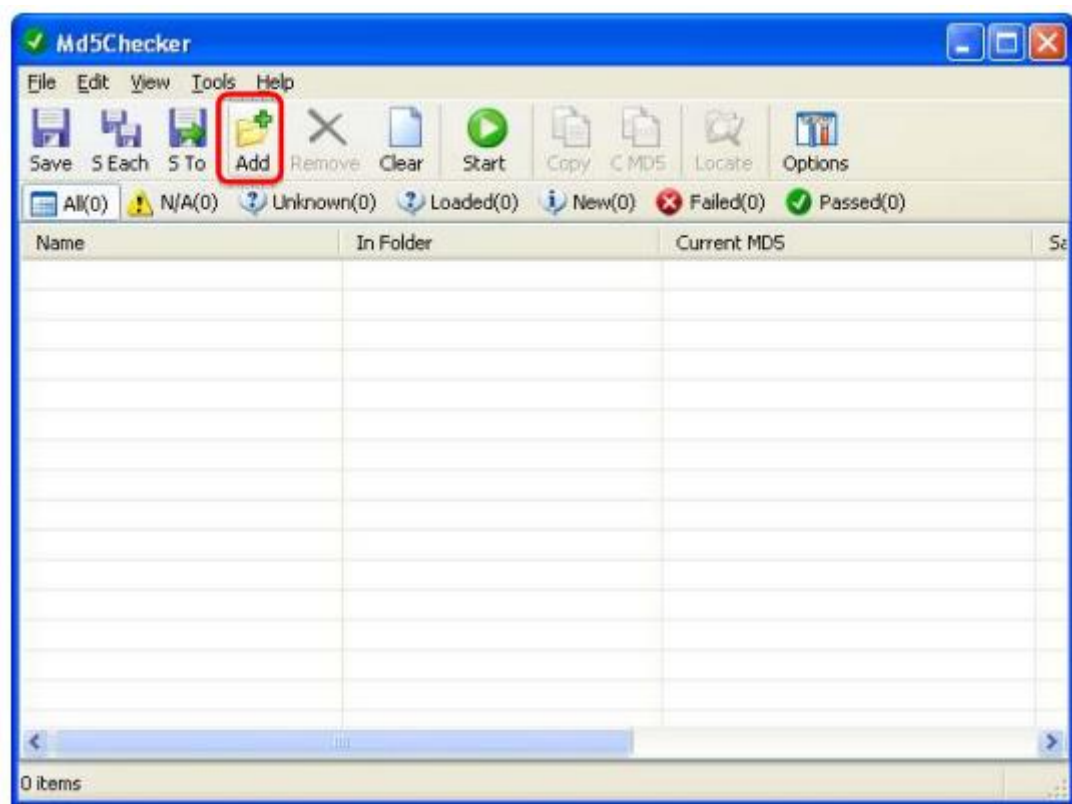 Md5Checker
File Edit View Tools Help
Save S Each S To Add Remove Clear Start Copy C MD5 Locate Options
All(0) N/A(0) Unknown(0) Loaded(0) New(0) Failed(0) Passed(0)
Name In Folder Current MD5 Sa
0 items